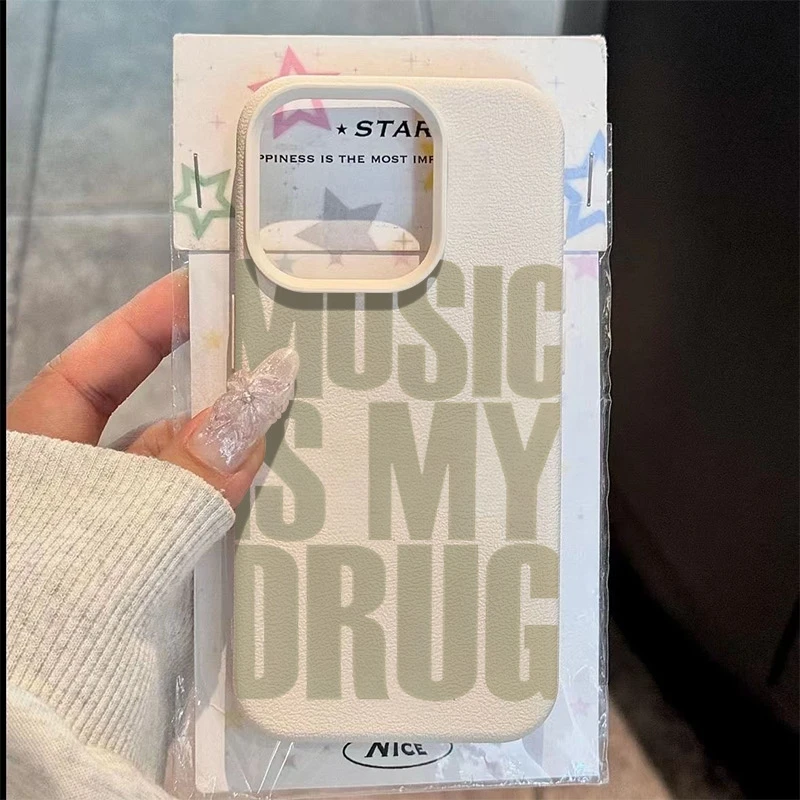 ★ STAR
PPINESS IS THE MOST IMP
MUSIC
IS MY
DRUG
NICE